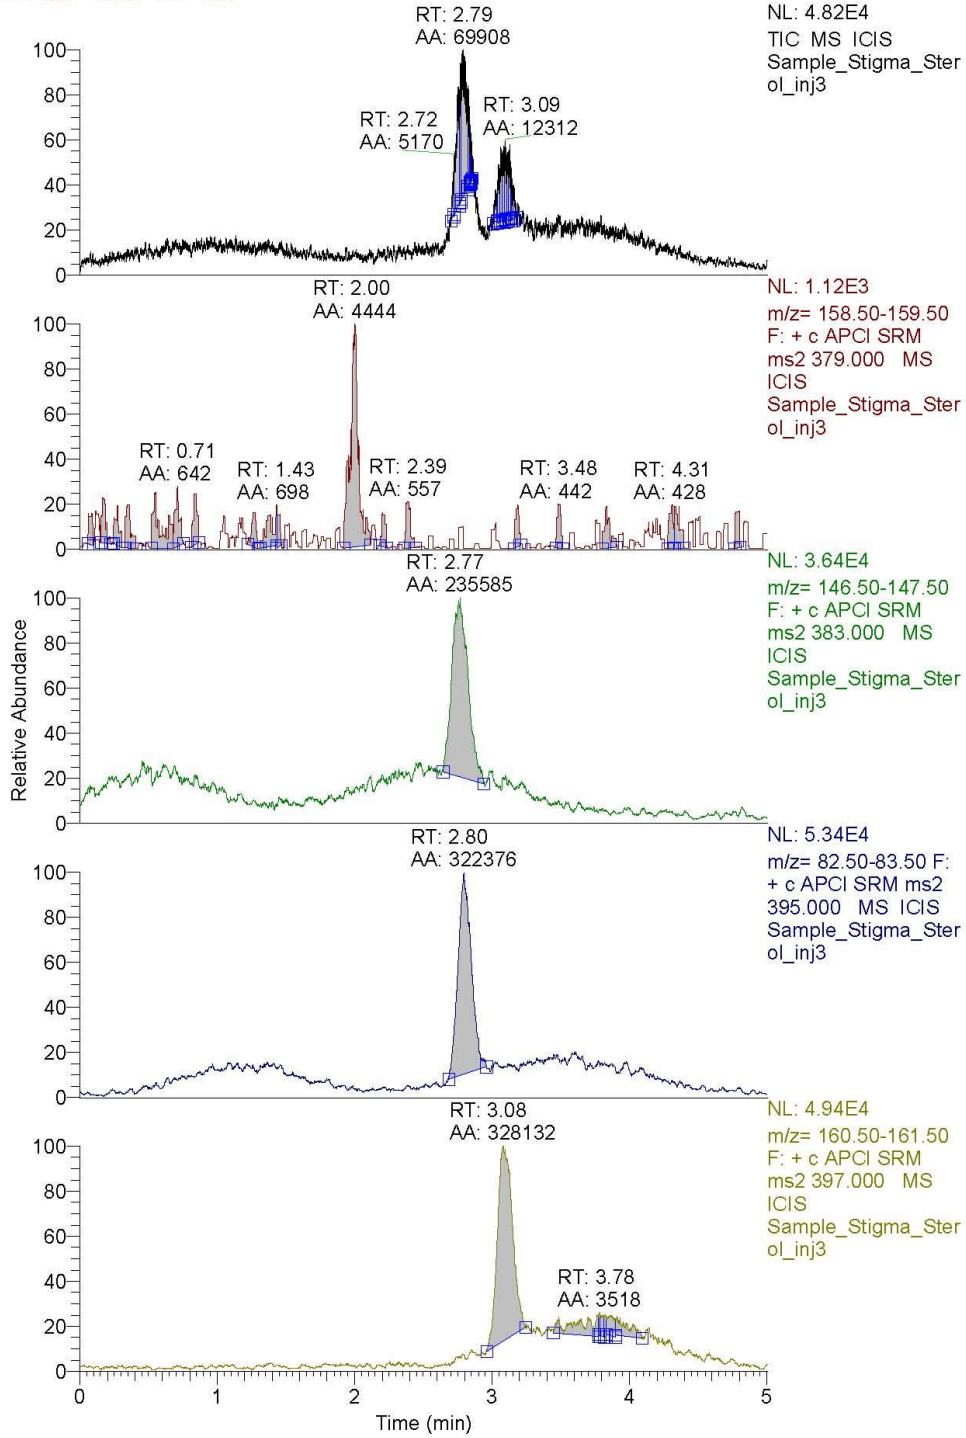 RT: 2.79
AA: 69908
RT: 2.72
AA: 5170
RT: 3.09
AA: 12312
100
80
60
40
20
0
NL: 4.82E4
TIC MS ICIS
Sample_Stigma_Ster
ol_inj3
RT: 2.00
AA: 4444
RT: 0.71
AA: 642
RT: 1.43
AA: 698
RT: 2.39
AA: 557
RT: 3.48
AA: 442
RT: 4.31
AA: 428
100
80
60
40
20
0
NL: 1.12E3
m/z= 158.50-159.50
F: + c APCI SRM
ms2 379.000 MS
ICIS
Sample_Stigma_Ster
ol_inj3
RT: 2.77
AA: 235585
100
80
60
40
20
0
NL: 3.64E4
m/z= 146.50-147.50
F: + c APCI SRM
ms2 383.000 MS
ICIS
Sample_Stigma_Ster
ol_inj3
Relative Abundance
RT: 2.80
AA: 322376
100
80
60
40
20
0
NL: 5.34E4
m/z= 82.50-83.50 F:
+ c APCI SRM ms2
395.000 MS ICIS
Sample_Stigma_Ster
ol_inj3
RT: 3.08
AA: 328132
RT: 3.78
AA: 3518
100
80
60
40
20
0
NL: 4.94E4
m/z= 160.50-161.50
F: + c APCI SRM
ms2 397.000 MS
ICIS
Sample_Stigma_Ster
ol_inj3
0 1 2 3 4 5
Time (min)